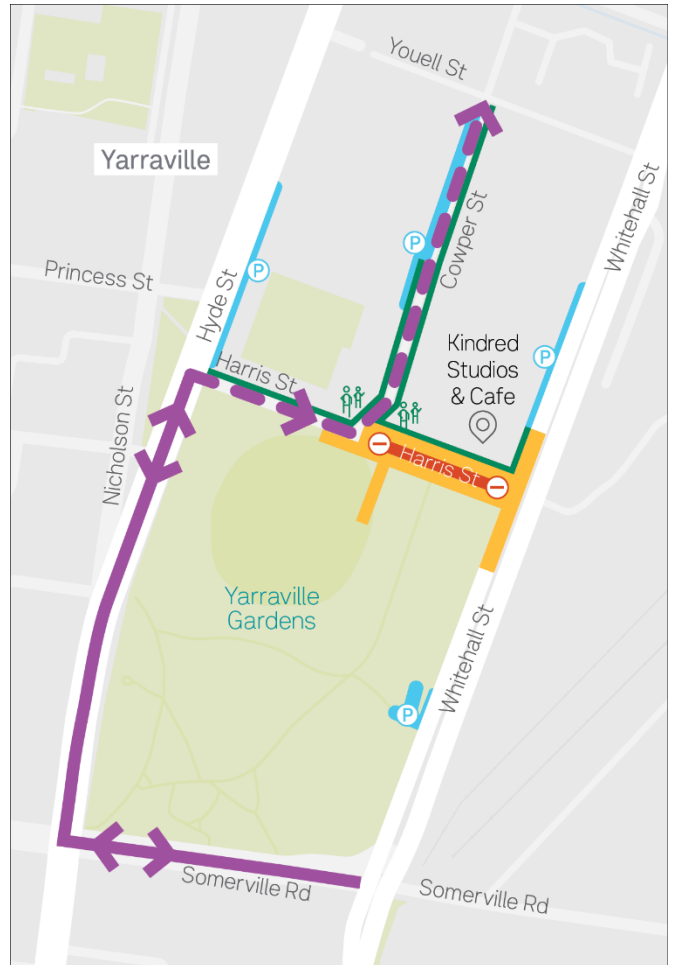 Youell St
Yarraville
Whitehall St
Cowper St
P
Princess St
P
Hyde St
P
Kindred
Studios
& Cafe
Harris St
Nicholson St
Harris St
Yarraville
Gardens
Whitehall St
P
Somerville Rd
Somerville Rd